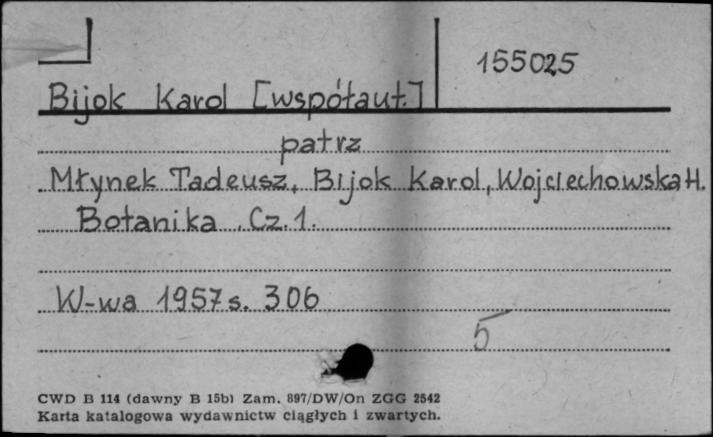 155025
Bijok Karol [współaut.]
patrz
Młynek Tadeusz, Bijok Karol, Wojciechowska H.
Botanika. Cz. 1.
W-wa 1957 s. 306
5
CWD B 114 (dawny B 15b) Zam. 897/DW/On ZGG 2542
Karta katalogowa wydawnictw ciągłych i zwartych.